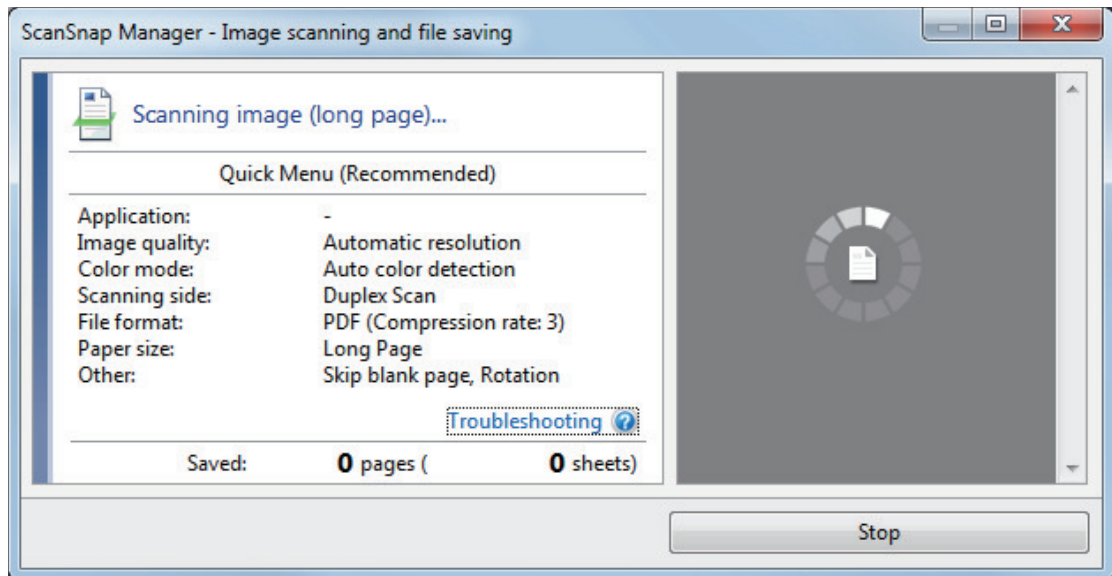 ScanSnap Manager - Image scanning and file saving
Scanning image (long page)...
Quick Menu (Recommended)
Application: -
Image quality: Automatic resolution
Color mode: Auto color detection
Scanning side: Duplex Scan
File format: PDF (Compression rate: 3)
Paper size: Long Page
Other: Skip blank page, Rotation
Troubleshooting ?
Saved: 0 pages ( 0 sheets)
Stop